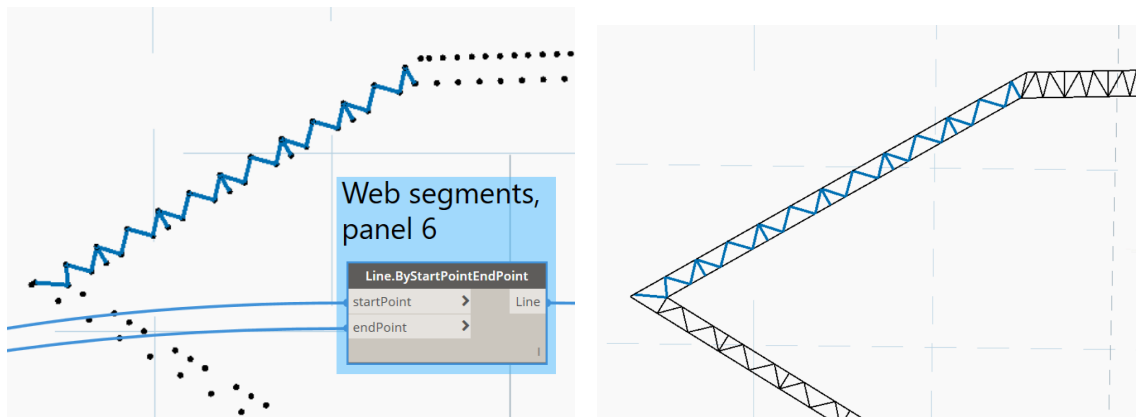 Web segments,
panel 6
Line.ByStartPointEndPoint
startPoint > Line
endPoint >
l